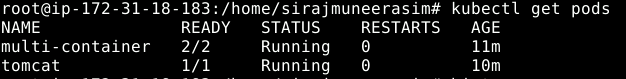 root@ip-172-31-18-183:/home/sirajmuneerasim# kubectl get pods
NAME READY STATUS RESTARTS AGE
multi-container 2/2 Running 0 11m
tomcat 1/1 Running 0 10m